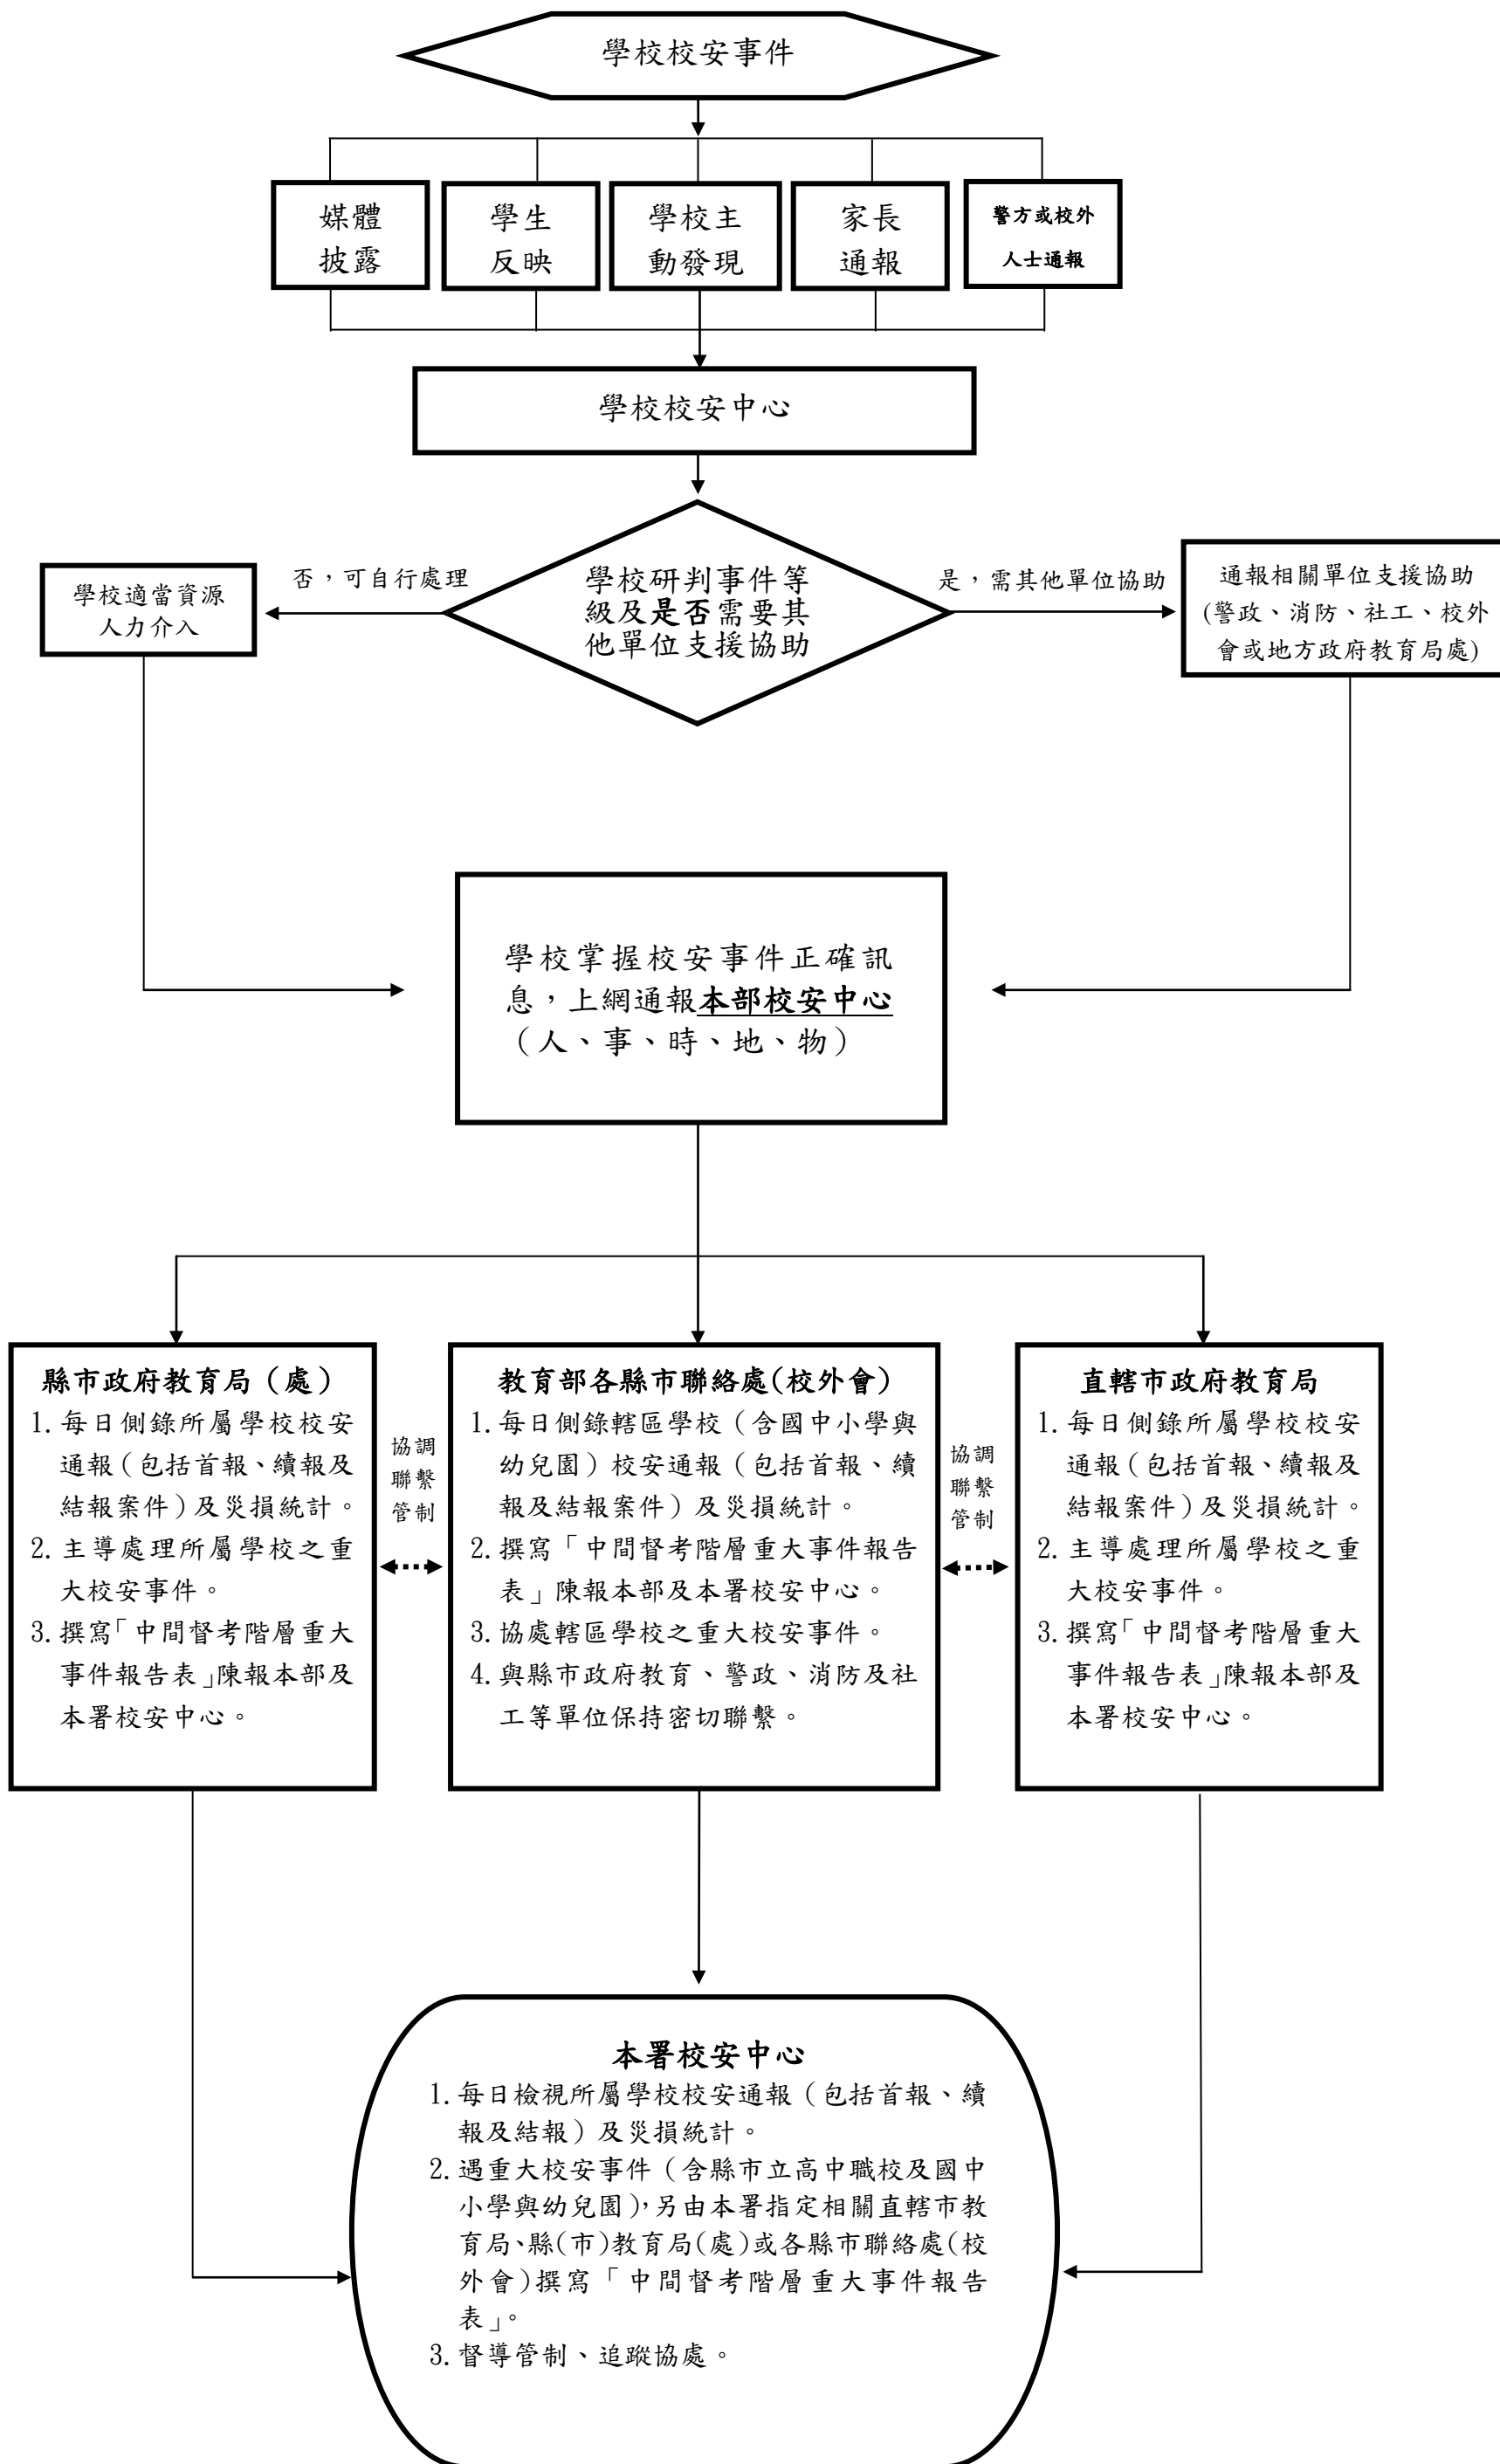 學校校安事件
媒體
披露
學生
反映
學校主
動發現
家長
通報
警方或校外
人士通報
學校校安中心
否，可自行處理
學校研判事件等
級及是否需要其
他單位支援協助
是，需其他單位協助
學校適當資源
人力介入
通報相關單位支援協助
(警政、消防、社工、校外
會或地方政府教育局處)
學校掌握校安事件正確訊
息，上網通報本部校安中心
（人、事、時、地、物）
縣市政府教育局（處）
1. 每日側錄所屬學校校安
通報（包括首報、續報及
結報案件）及災損統計。
2. 主導處理所屬學校之重
大校安事件。
3. 撰寫「中間督考階層重大
事件報告表」陳報本部及
本署校安中心。
協調
聯繫
管制
教育部各縣市聯絡處(校外會)
1. 每日側錄轄區學校（含國中小學與
幼兒園）校安通報（包括首報、續
報及結報案件）及災損統計。
2. 撰寫「中間督考階層重大事件報告
表」陳報本部及本署校安中心。
3. 協處轄區學校之重大校安事件。
4. 與縣市政府教育、警政、消防及社
工等單位保持密切聯繫。
協調
聯繫
管制
直轄市政府教育局
1. 每日側錄所屬學校校安
通報（包括首報、續報及
結報案件）及災損統計。
2. 主導處理所屬學校之重
大校安事件。
3. 撰寫「中間督考階層重大
事件報告表」陳報本部及
本署校安中心。
本署校安中心
1. 每日檢視所屬學校校安通報（包括首報、續
報及結報）及災損統計。
2. 遇重大校安事件（含縣市立高中職校及國中
小學與幼兒園），另由本署指定相關直轄市教
育局、縣(市)教育局(處)或各縣市聯絡處(校
外會)撰寫「中間督考階層重大事件報告
表」。
3. 督導管制、追蹤協處。